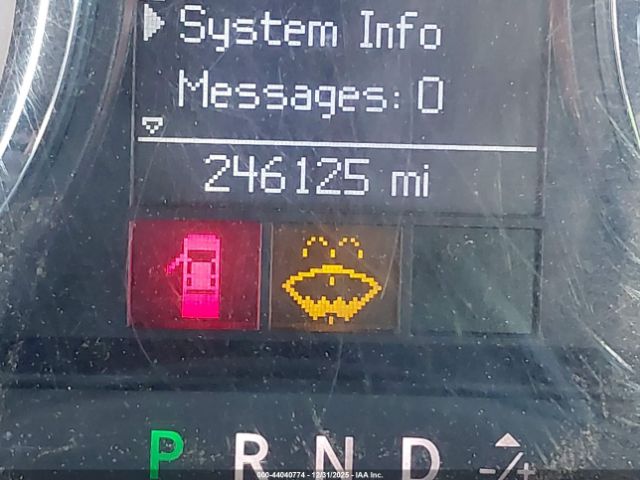 System Info
Messages: 0
246125 mi
P R N D -/+
000-44040774 - 12/31/2025 - IAA Inc.